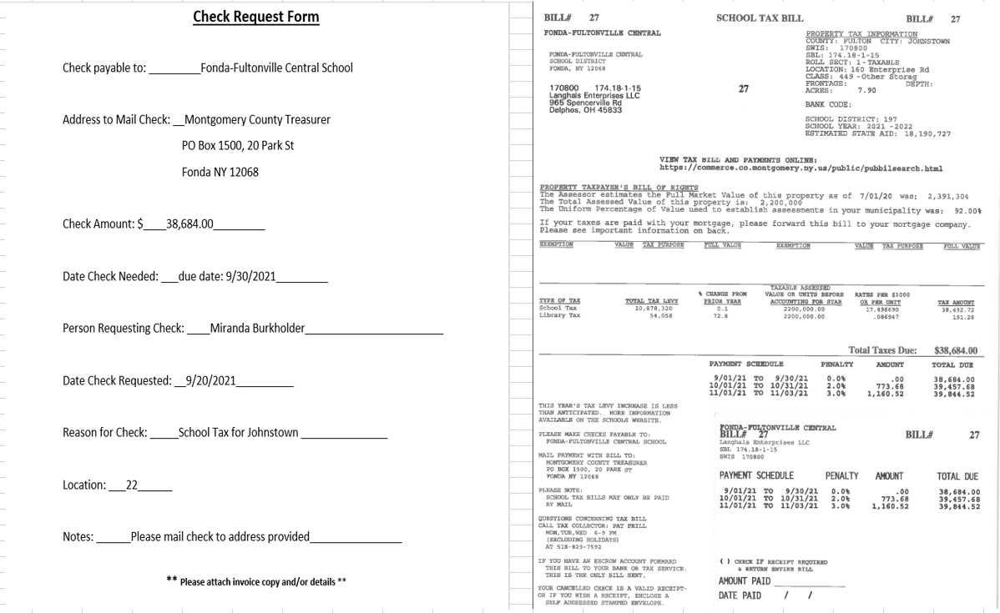 Check Request Form
Check payable to: _________Fonda-Fultonville Central School
Address to Mail Check: __Montgomery County Treasurer
PO Box 1500, 20 Park St
Fonda NY 12068
Check Amount: $____38,684.00_________
Date Check Needed: ___due date: 9/30/2021_________
Person Requesting Check: ____Miranda Burkholder________________________
Date Check Requested: __9/20/2021__________
Reason for Check: _____School Tax for Johnstown _______________
Location: ___22______
Notes: ______Please mail check to address provided________________
** Please attach invoice copy and/or details **
BILL# 27 SCHOOL TAX BILL BILL# 27
FONDA-FULTONVILLE CENTRAL
FONDA-FULTONVILLE CENTRAL
SCHOOL DISTRICT
FONDA, NY 12068
170800 174.18-1-15
Langhals Enterprises LLC
965 Spencerville Rd
Delphos, OH 45833
27
PROPERTY TAX INFORMATION
COUNTY: FULTON CITY: JOHNSTOWN
SWIS: 170800
SBL: 174.18-1-15
ROLL SECT: 1-TAXABLE
LOCATION: 160 Enterprise Rd
CLASS: 449 -Other Storag
FRONTAGE: DEPTH:
ACRES: 7.90
BANK CODE:
SCHOOL DISTRICT: 197
SCHOOL YEAR: 2021 -2022
ESTIMATED STATE AID: 18,190,727
VIEW TAX BILL AND PAYMENTS ONLINE:
https://commerce.co.montgomery.ny.us/public/pubbilsearch.html
PROPERTY TAXPAYER'S BILL OF RIGHTS
The Assessor estimates the Full Market Value of this property as of 7/01/20 was: 2,391,304
The Total Assessed Value of this property is: 2,200,000
The Uniform Percentage of Value used to establish assessments in your municipality was: 92.00%
If your taxes are paid with your mortgage, please forward this bill to your mortgage company.
Please see important information on back.
EXEMPTION VALUE TAX PURPOSE FULL VALUE EXEMPTION VALUE TAX PURPOSE FULL VALUE
TAXABLE ASSESSED
% CHANGE FROM VALUE OR UNITS BEFORE RATES PER $1000
TYPE OF TAX TOTAL TAX LEVY PRIOR YEAR ACCOUNTING FOR STAR OR PER UNIT TAX AMOUNT
School Tax 10,878,320 0.1 2200,000.00 17.496690 38,492.72
Library Tax 54,058 72.8 2200,000.00 .086947 191.28
Total Taxes Due: $38,684.00
PAYMENT SCHEDULE PENALTY AMOUNT TOTAL DUE
9/01/21 TO 9/30/21 0.0% .00 38,684.00
10/01/21 TO 10/31/21 2.0% 773.68 39,457.68
11/01/21 TO 11/03/21 3.0% 1,160.52 39,844.52
THIS YEAR'S TAX LEVY INCREASE IS LESS
THAN ANTICIPATED. MORE INFORMATION
AVAILABLE ON THE SCHOOLS WEBSITE.
PLEASE MAKE CHECKS PAYABLE TO:
FONDA-FULTONVILLE CENTRAL SCHOOL
MAIL PAYMENT WITH BILL TO:
MONTGOMERY COUNTY TREASURER
PO BOX 1500, 20 PARK ST
FONDA NY 12068
PLEASE NOTE:
SCHOOL TAX BILLS MAY ONLY BE PAID
BY MAIL
QUESTIONS CONCERNING TAX BILL
CALL TAX COLLECTOR: PAT PRILL
MON,TUE,WED 6-9 PM
(EXCLUDING HOLIDAYS)
AT 518-829-7592
IF YOU HAVE AN ESCROW ACCOUNT FORWARD
THIS BILL TO YOUR BANK OR TAX SERVICE.
THIS IS THE ONLY BILL SENT.
YOUR CANCELLED CHECK IS A VALID RECEIPT-
OR IF YOU WISH A RECEIPT, ENCLOSE A
SELF ADDRESSED STAMPED ENVELOPE.
FONDA-FULTONVILLE CENTRAL
BILL# 27 BILL# 27
Langhals Enterprises LLC
SBL 174.18-1-15
SWIS 170800
PAYMENT SCHEDULE PENALTY AMOUNT TOTAL DUE
9/01/21 TO 9/30/21 0.0% .00 38,684.00
10/01/21 TO 10/31/21 2.0% 773.68 39,457.68
11/01/21 TO 11/03/21 3.0% 1,160.52 39,844.52
( ) CHECK IF RECEIPT REQUIRED
& RETURN ENTIRE BILL
AMOUNT PAID ____________
DATE PAID / /